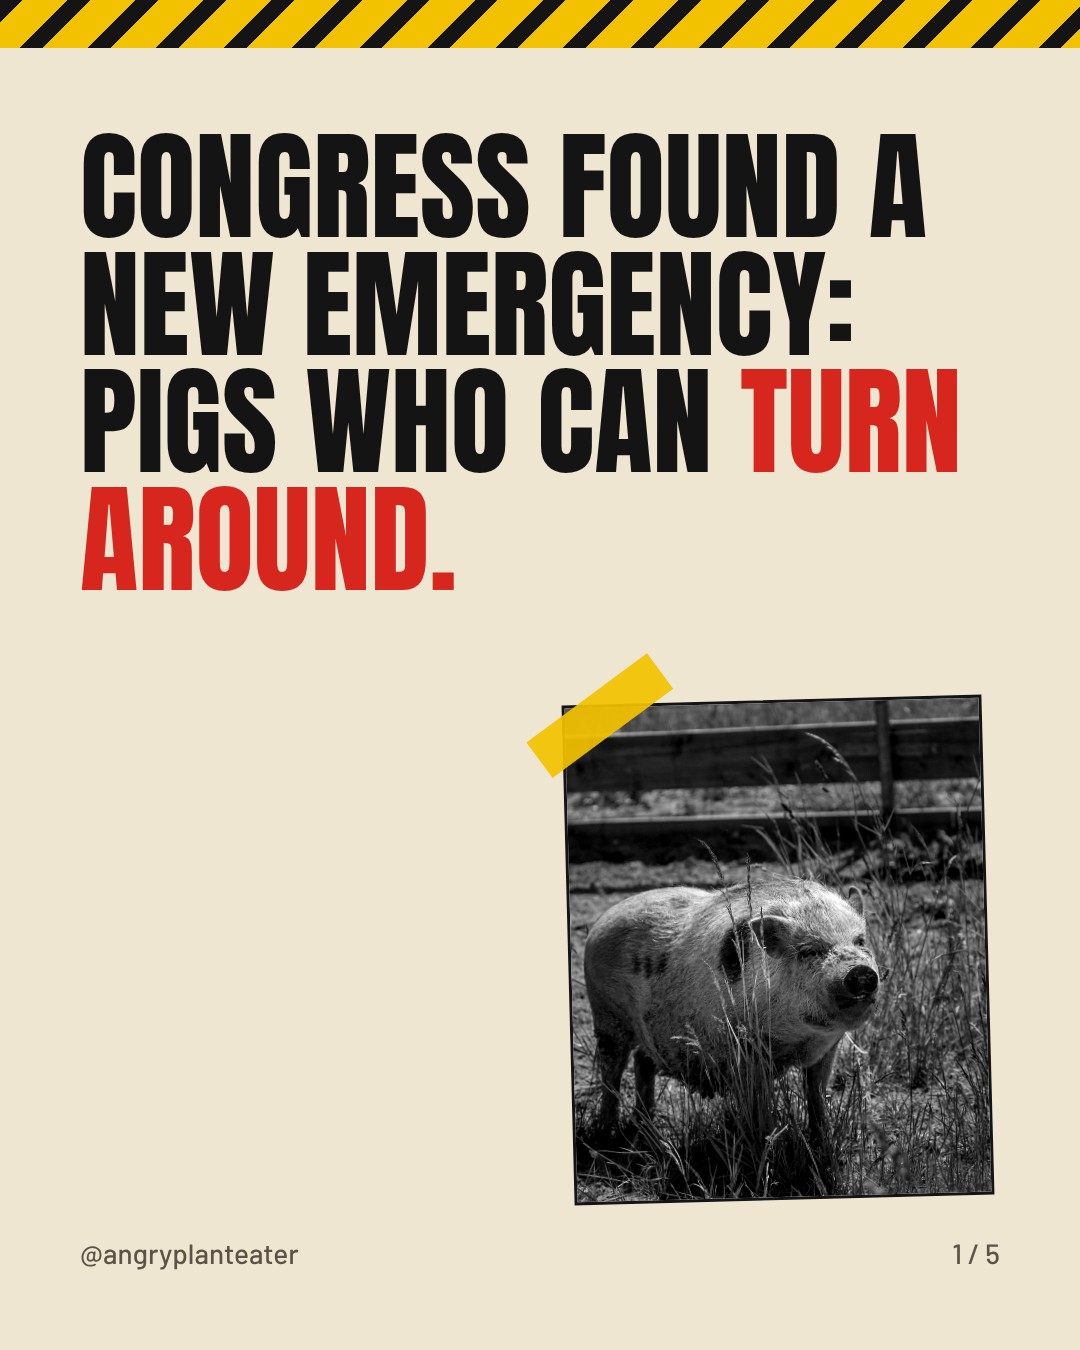 CONGRESS FOUND A
NEW EMERGENCY:
PIGS WHO CAN TURN
AROUND.
@angryplanteater
1 / 5